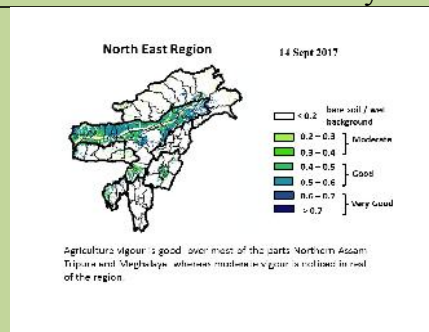 North East Region
14 Sept 2017
< 0.2 bare soil / wet background
0.2 – 0.3
Moderate
0.3 – 0.4
0.4 – 0.5
Good
0.5 – 0.6
0.6 – 0.7
Very Good
> 0.7
Agriculture vigour is good over most of the parts Northern Assam
Tripura and Meghalaya whereas moderate vigour is noticed in rest
of the region.